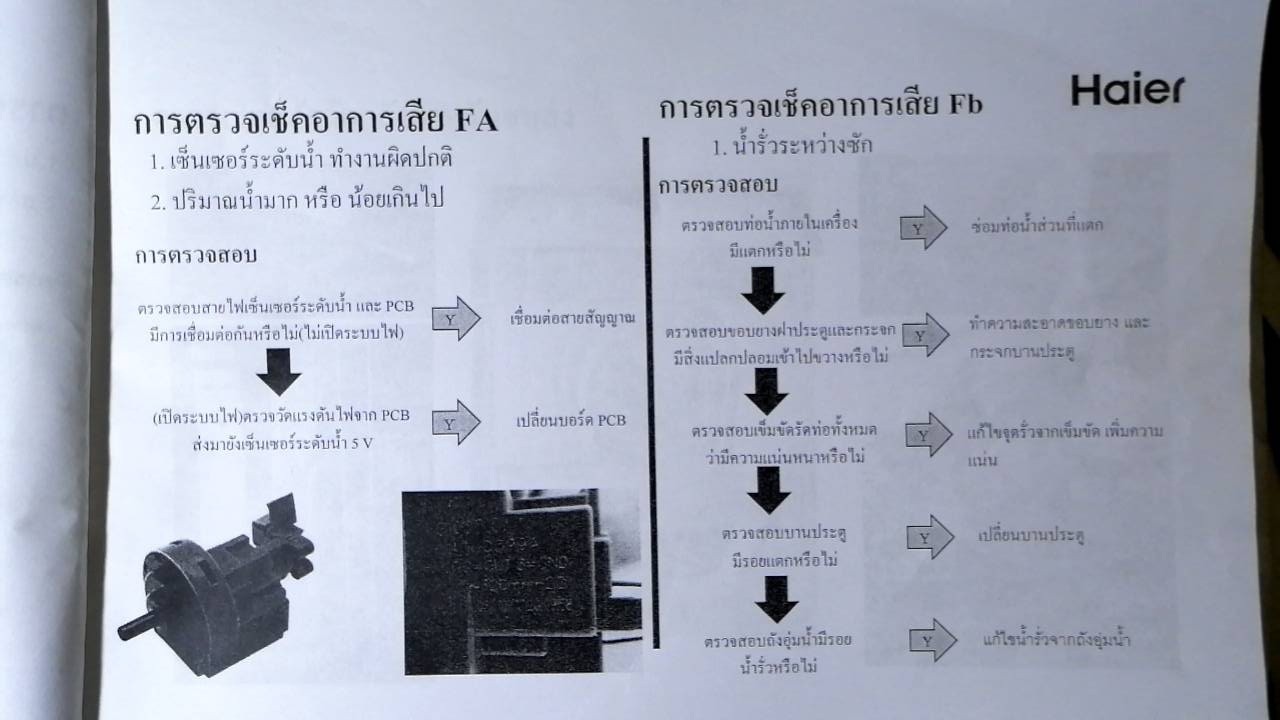 Haier
การตรวจเช็คอาการเสีย FA
1. เซ็นเซอร์ระดับน้ำ ทำงานผิดปกติ
2. ปริมาณน้ำมาก หรือ น้อยเกินไป
การตรวจสอบ
ตรวจสอบสายไฟเซ็นเซอร์ระดับน้ำ และ PCB
มีการเชื่อมต่อกันหรือไม่(ไม่เปิดระบบไฟ)
Y
เชื่อมต่อสายสัญญาณ
(เปิดระบบไฟ)ตรวจวัดแรงดันไฟจาก PCB
ส่งมายังเซ็นเซอร์ระดับน้ำ 5 V
Y
เปลี่ยนบอร์ด PCB
การตรวจเช็คอาการเสีย Fb
1. น้ำรั่วระหว่างซัก
การตรวจสอบ
ตรวจสอบท่อน้ำภายในเครื่อง
มีแตกหรือไม่
Y
ซ่อมท่อน้ำส่วนที่แตก
ตรวจสอบขอบยางฝาประตูและกระจก
มีสิ่งแปลกปลอมเข้าไปขวางหรือไม่
Y
ทำความสะอาดขอบยาง และ
กระจกบานประตู
ตรวจสอบเข็มขัดรัดท่อทั้งหมด
ว่ามีความแน่นหนาหรือไม่
Y
แก้ไขจุดรั่วจากเข็มขัด เพิ่มความ
แน่น
ตรวจสอบบานประตู
มีรอยแตกหรือไม่
Y
เปลี่ยนบานประตู
ตรวจสอบถังอุ่มน้ำมีรอย
น้ำรั่วหรือไม่
Y
แก้ไขน้ำรั่วจากถังอุ่มน้ำ